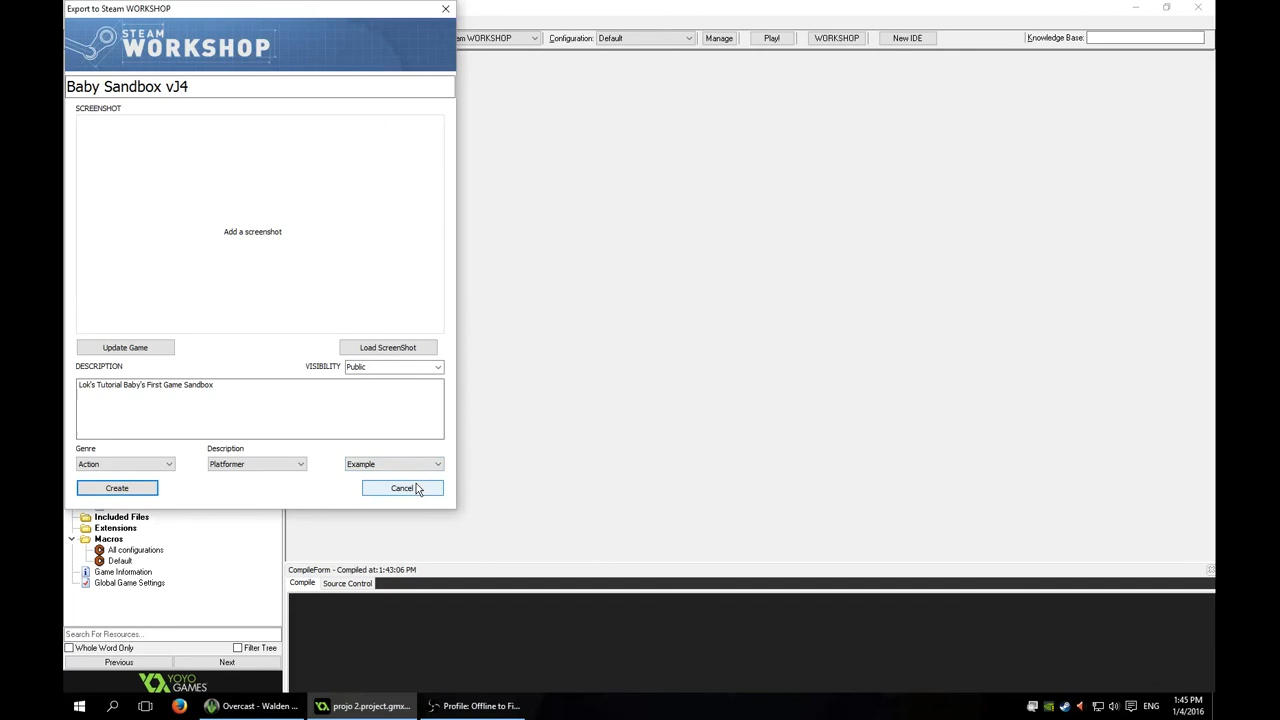 Export to Steam WORKSHOP
STEAM
WORKSHOP
am WORKSHOP
Configuration:
Default
Manage
Play!
WORKSHOP
New IDE
Knowledge Base:
Baby Sandbox vJ4
SCREENSHOT
Add a screenshot
Update Game
Load ScreenShot
DESCRIPTION
VISIBILITY
Public
Lok's Tutorial Baby's First Game Sandbox
Genre
Description
Action
Platformer
Example
Create
Cancel
Included Files
Extensions
Macros
All configurations
Default
Game Information
Global Game Settings
CompileForm - Compiled at: 1:43:06 PM
Compile
Source Control
Search For Resources...
Whole Word Only
Filter Tree
Previous
Next
YOYO
GAMES
Overcast - Walden ...
projo 2.project.gmx...
Profile: Offline to Fi...
ENG
1:45 PM
1/4/2016